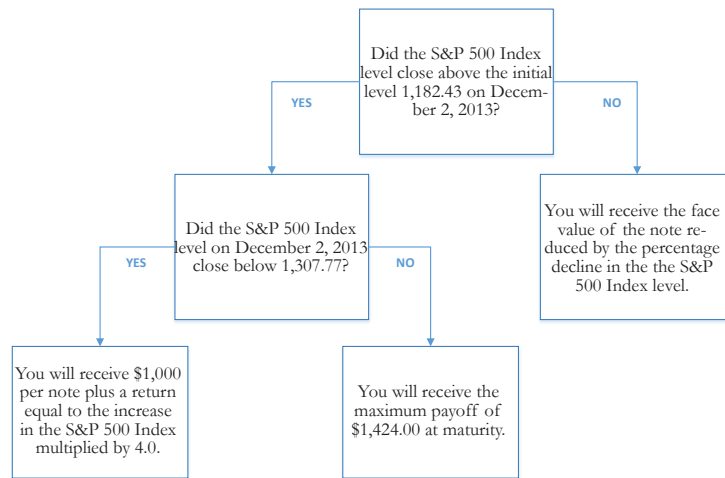 Did the S&P 500 Index
level close above the initial
level 1,182.43 on Decem-
ber 2, 2013?
YES
NO
Did the S&P 500 Index
level on December 2, 2013
close below 1,307.77?
You will receive the face
value of the note re-
duced by the percentage
decline in the the S&P
500 Index level.
YES
NO
You will receive $1,000
per note plus a return
equal to the increase
in the S&P 500 Index
multiplied by 4.0.
You will receive the
maximum payoff of
$1,424.00 at maturity.